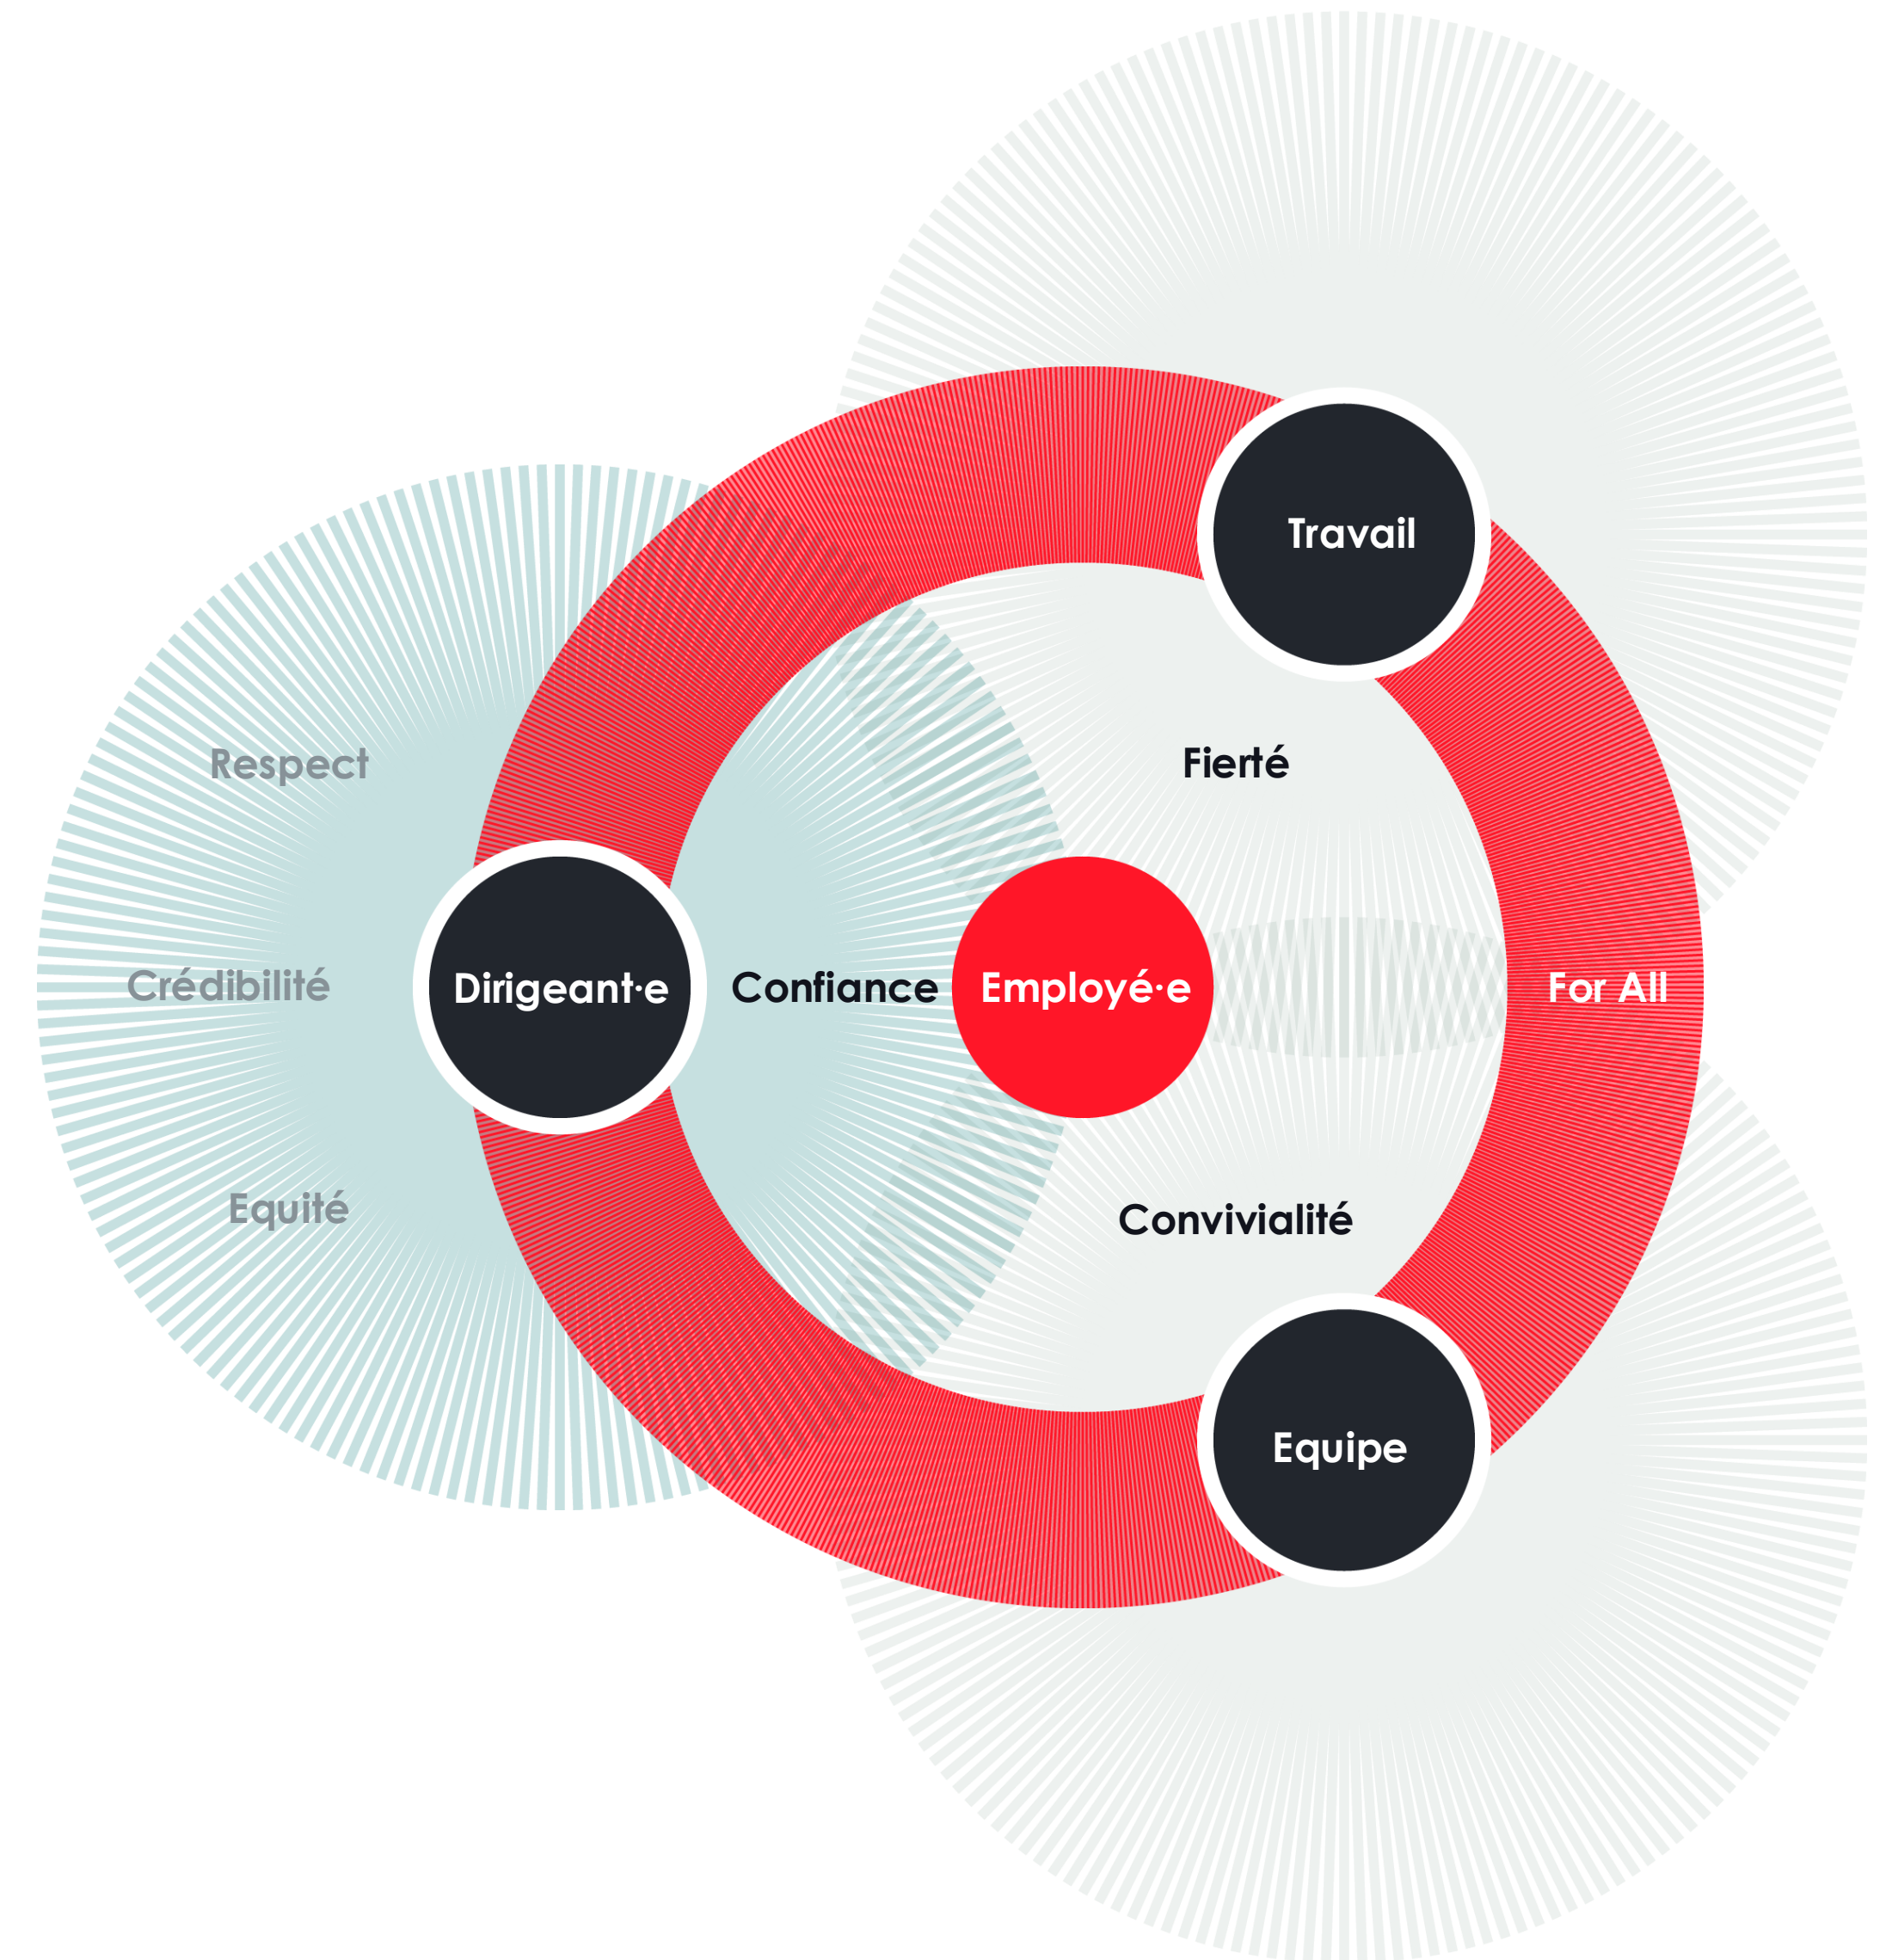 Travail
Respect
Fierté
Crédibilité
Dirigeant·e
Confiance
Employé·e
For All
Equité
Convivialité
Equipe